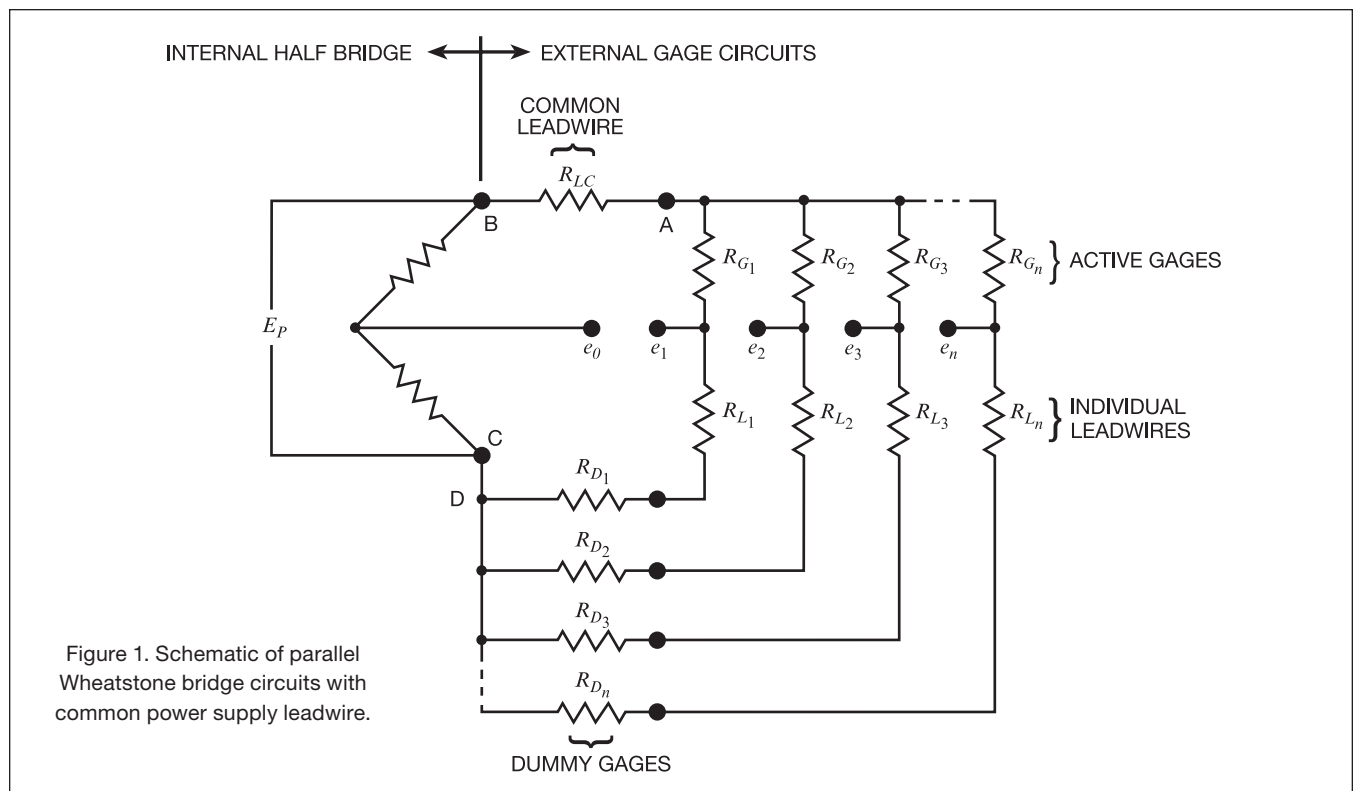 INTERNAL HALF BRIDGE
EXTERNAL GAGE CIRCUITS
COMMON
LEADWIRE
R_LC
B
A
R_G1
R_G2
R_G3
R_Gn
ACTIVE GAGES
E_P
e_0
e_1
e_2
e_3
e_n
R_L1
R_L2
R_L3
R_Ln
INDIVIDUAL
LEADWIRES
C
D
R_D1
R_D2
R_D3
R_Dn
DUMMY GAGES
Figure 1. Schematic of parallel
Wheatstone bridge circuits with
common power supply leadwire.